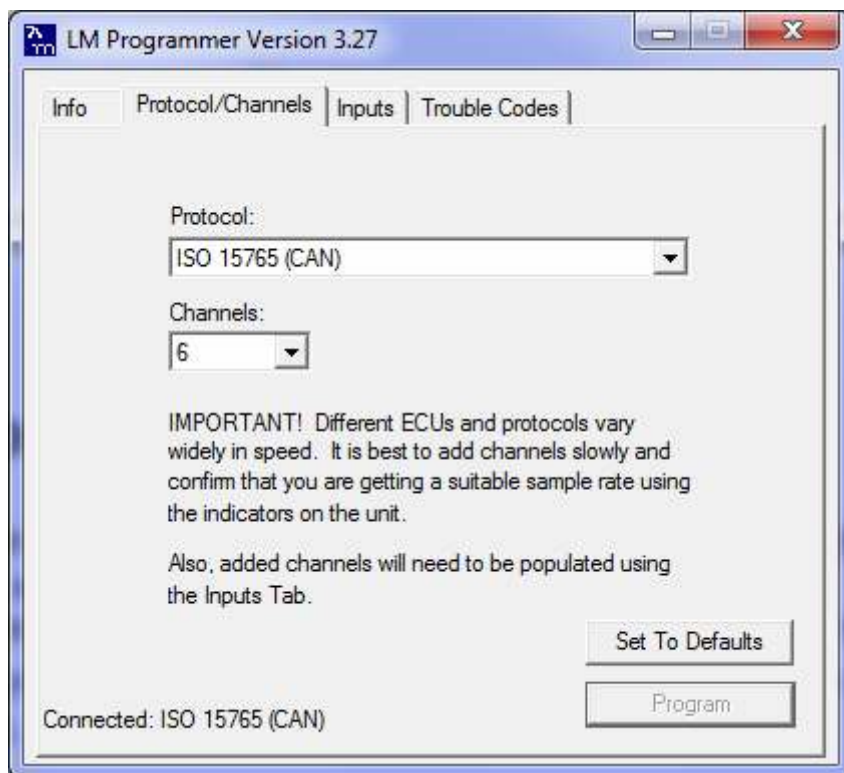 LM Programmer Version 3.27
Info Protocol/Channels Inputs Trouble Codes
Protocol:
ISO 15765 (CAN)
Channels:
6
IMPORTANT!  Different ECUs and protocols vary
widely in speed.  It is best to add channels slowly and
confirm that you are getting a suitable sample rate using
the indicators on the unit.
Also, added channels will need to be populated using
the Inputs Tab.
Set To Defaults
Program
Connected: ISO 15765 (CAN)